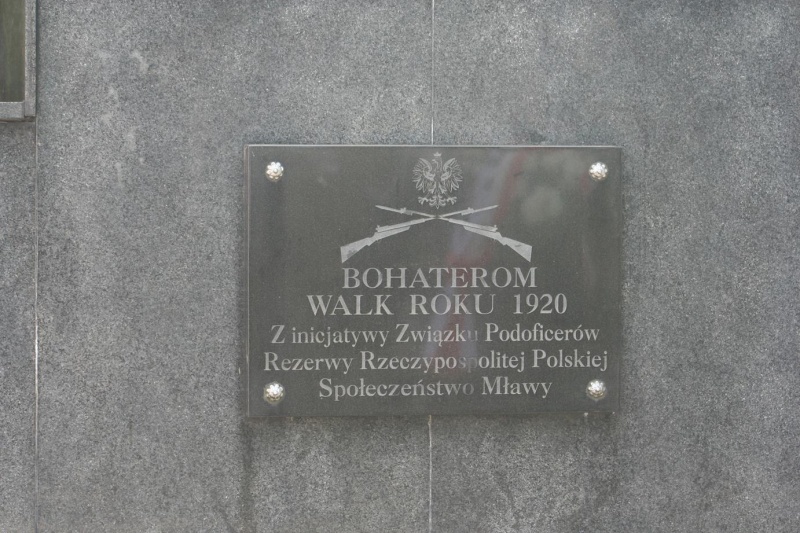 BOHATEROM
WALK ROKU 1920
Z inicjatywy Związku Podoficerów
Rezerwy Rzeczypospolitej Polskiej
Społeczeństwo Mławy